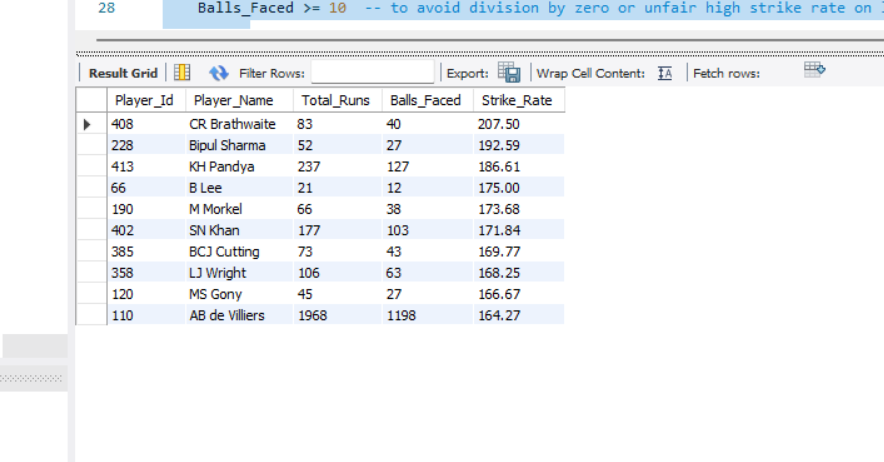 28 Balls_Faced >= 10 -- to avoid division by zero or unfair high strike rate on
Result Grid Filter Rows: Export: Wrap Cell Content: Fetch rows:
Player_Id Player_Name Total_Runs Balls_Faced Strike_Rate
408 CR Brathwaite 83 40 207.50
228 Bipul Sharma 52 27 192.59
413 KH Pandya 237 127 186.61
66 B Lee 21 12 175.00
190 M Morkel 66 38 173.68
402 SN Khan 177 103 171.84
385 BCJ Cutting 73 43 169.77
358 LJ Wright 106 63 168.25
120 MS Gony 45 27 166.67
110 AB de Villiers 1968 1198 164.27